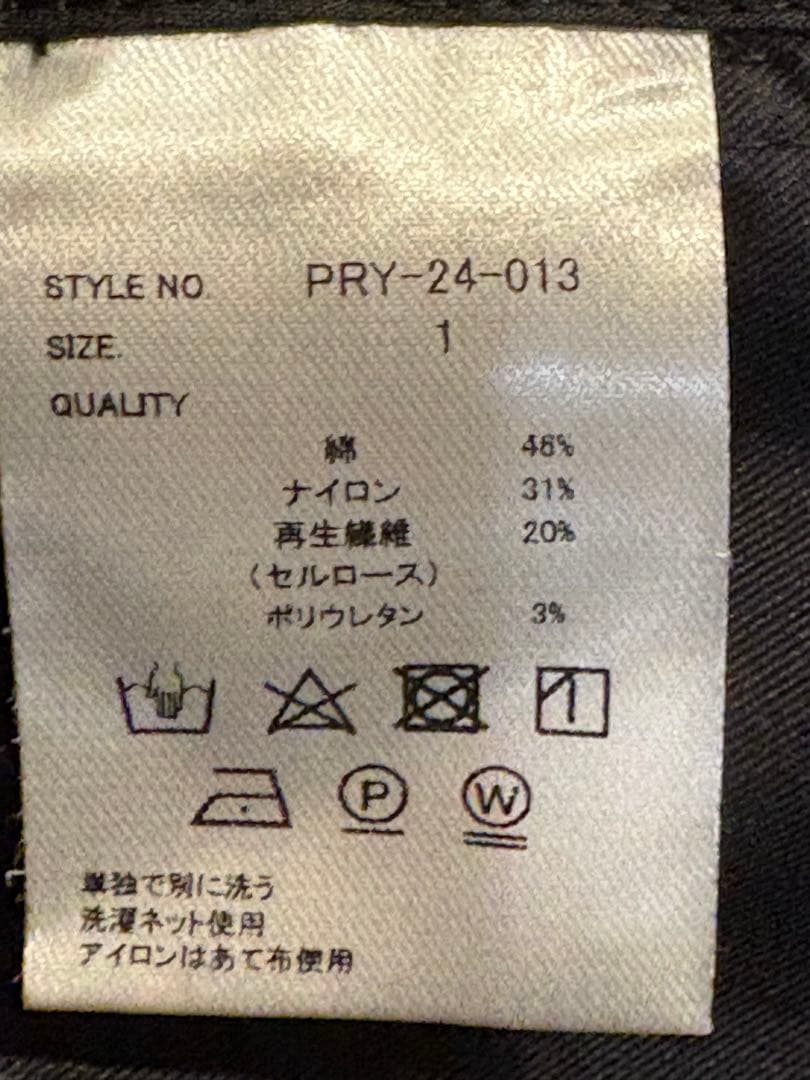 STYLE NO. PRY-24-013
SIZE. 1
QUALITY
綿 46%
ナイロン 31%
再生繊維 20%
(セルロース)
ポリウレタン 3%
P W
単独で別に洗う
洗濯ネット使用
アイロンはあて布使用